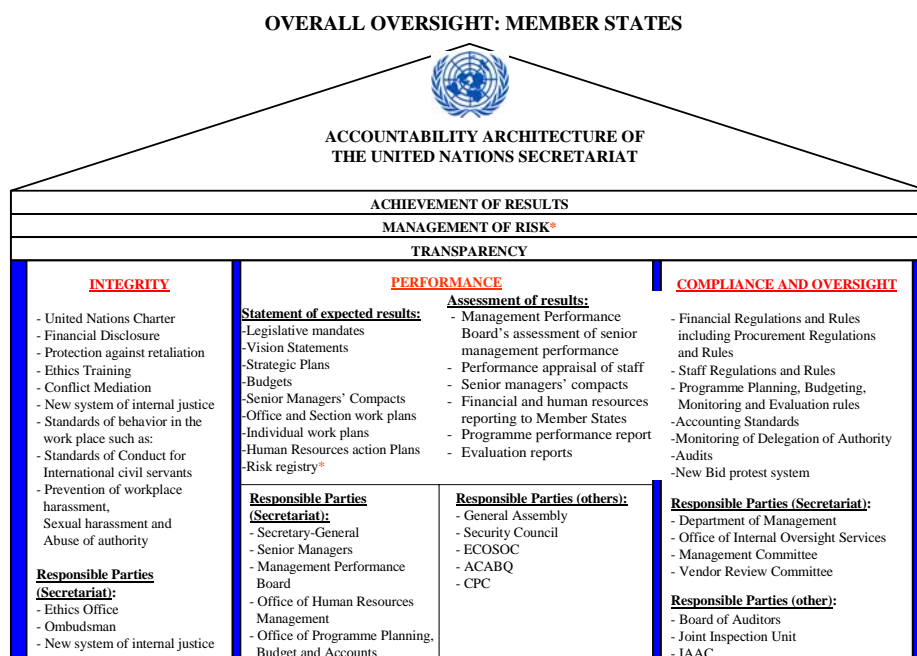 OVERALL OVERSIGHT: MEMBER STATES
ACCOUNTABILITY ARCHITECTURE OF
THE UNITED NATIONS SECRETARIAT
ACHIEVEMENT OF RESULTS
MANAGEMENT OF RISK*
TRANSPARENCY
INTEGRITY
- United Nations Charter
- Financial Disclosure
- Protection against retaliation
- Ethics Training
- Conflict Mediation
- New system of internal justice
- Standards of behavior in the
work place such as:
- Standards of Conduct for
International civil servants
- Prevention of workplace
harassment,
Sexual harassment and
Abuse of authority
Responsible Parties
(Secretariat):
- Ethics Office
- Ombudsman
- New system of internal justice
PERFORMANCE
Statement of expected results:
-Legislative mandates
-Vision Statements
-Strategic Plans
-Budgets
-Senior Managers' Compacts
-Office and Section work plans
-Individual work plans
-Human Resources action Plans
-Risk registry*
Assessment of results:
- Management Performance
Board's assessment of senior
management performance
- Performance appraisal of staff
- Senior managers' compacts
- Financial and human resources
reporting to Member States
- Programme performance report
- Evaluation reports
Responsible Parties
(Secretariat):
- Secretary-General
- Senior Managers
- Management Performance
Board
- Office of Human Resources
Management
- Office of Programme Planning,
Budget and Accounts
Responsible Parties (others):
- General Assembly
- Security Council
- ECOSOC
- ACABQ
- CPC
COMPLIANCE AND OVERSIGHT
- Financial Regulations and Rules
including Procurement Regulations
and Rules
- Staff Regulations and Rules
- Programme Planning, Budgeting,
Monitoring and Evaluation rules
-Accounting Standards
-Monitoring of Delegation of Authority
-Audits
-New Bid protest system
Responsible Parties (Secretariat):
- Department of Management
- Office of Internal Oversight Services
- Management Committee
- Vendor Review Committee
Responsible Parties (other):
- Board of Auditors
- Joint Inspection Unit
- IAAC